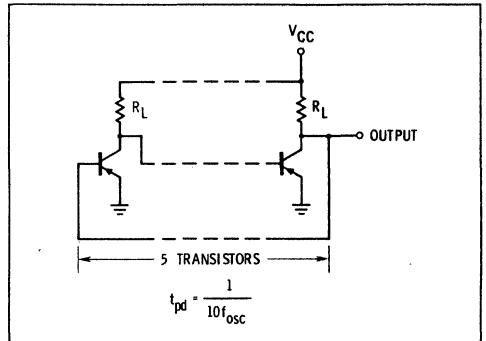 VCC
RL
RL
OUTPUT
5 TRANSISTORS
tpd = 1
10fosc